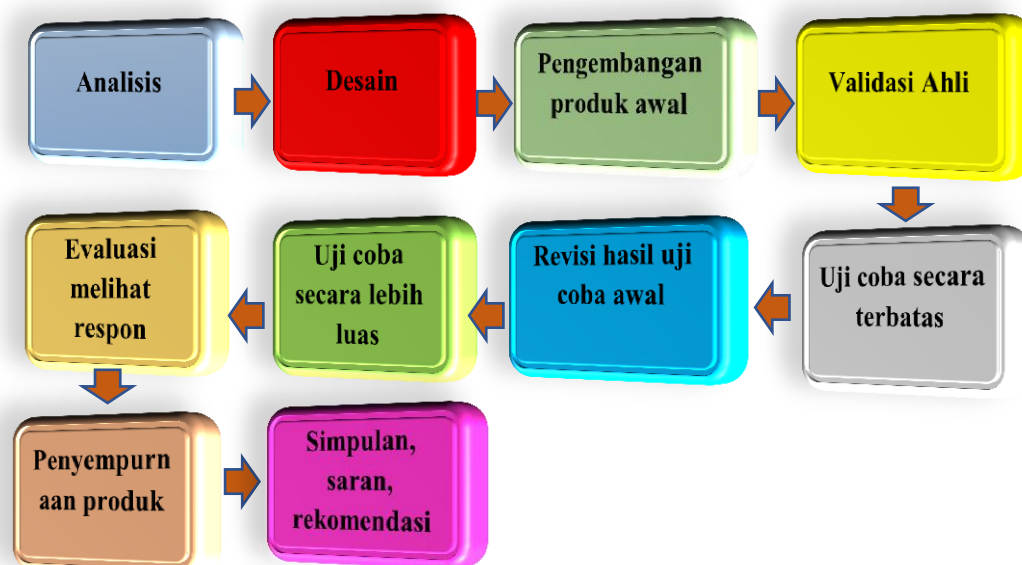 Analisis
Desain
Pengembangan
produk awal
Validasi Ahli
Uji coba secara
terbatas
Revisi hasil uji
coba awal
Uji coba
secara lebih
luas
Evaluasi
melihat
respon
Penyempurn
aan produk
Simpulan,
saran,
rekomendasi